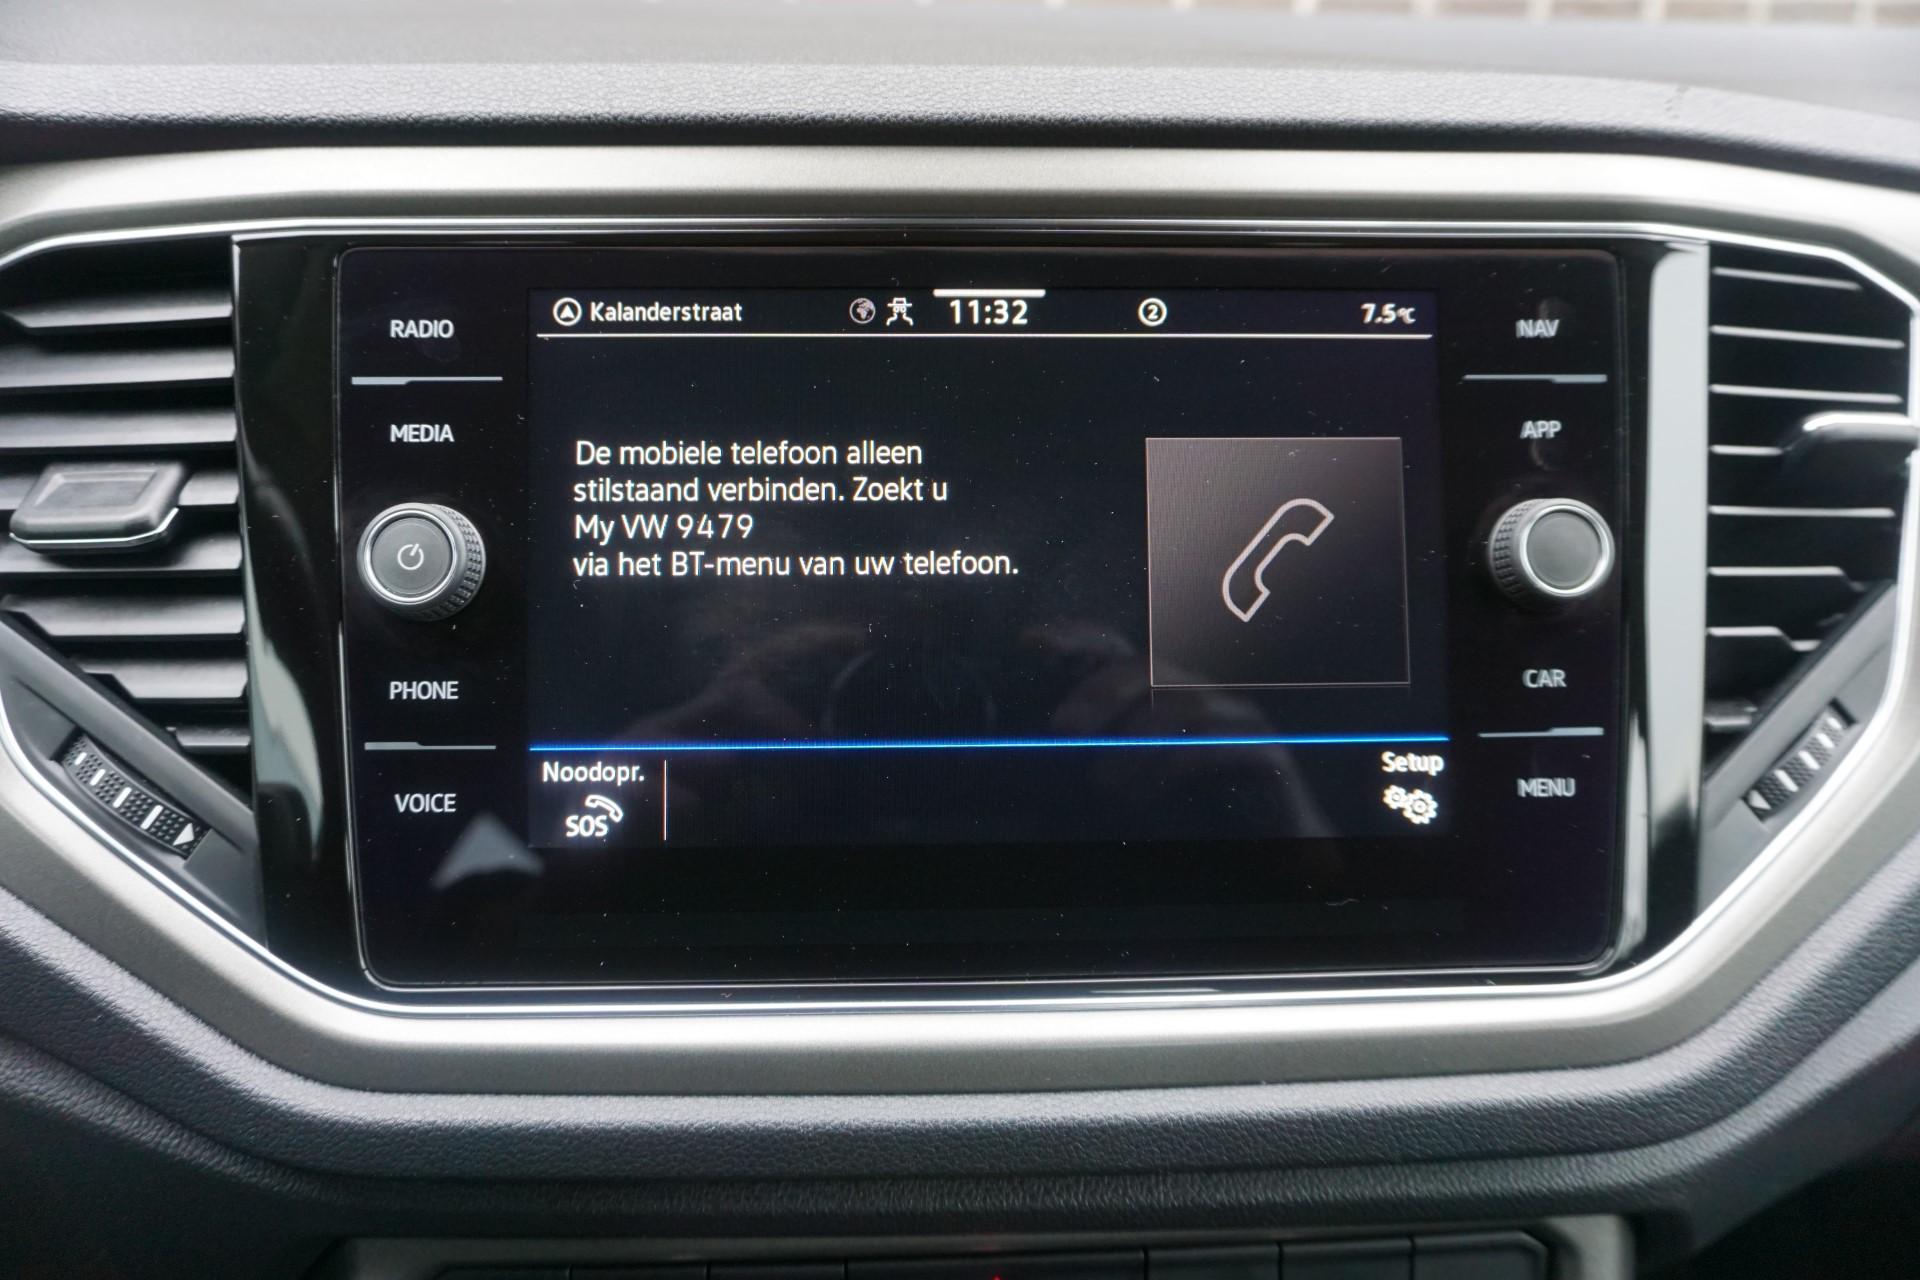 Kalanderstraat 11:32 2 7.5°C
RADIO
MEDIA
PHONE
VOICE
De mobiele telefoon alleen
stilstaand verbinden. Zoekt u
My VW 9479
via het BT-menu van uw telefoon.
Noodopr.
SOS
Setup
NAV
APP
CAR
MENU